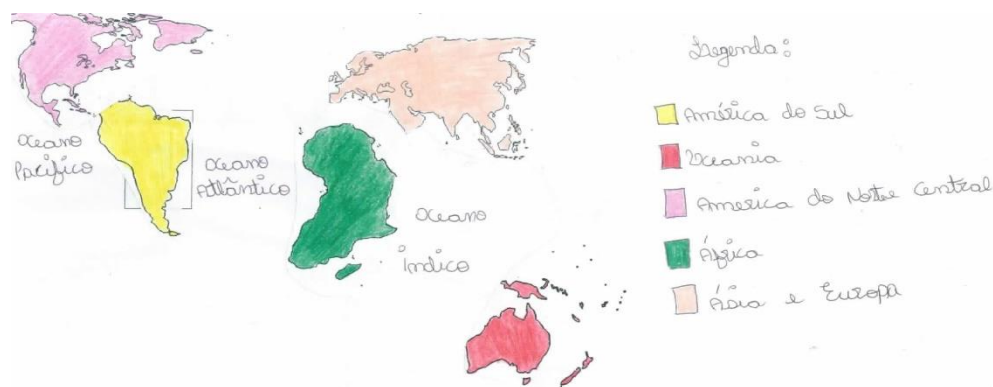 Oceano
Pacífico
Oceano
Atlântico
Oceano
Índico
Legenda:
América do Sul
Oceania
America do Norte Central
África
Ásia e Europa